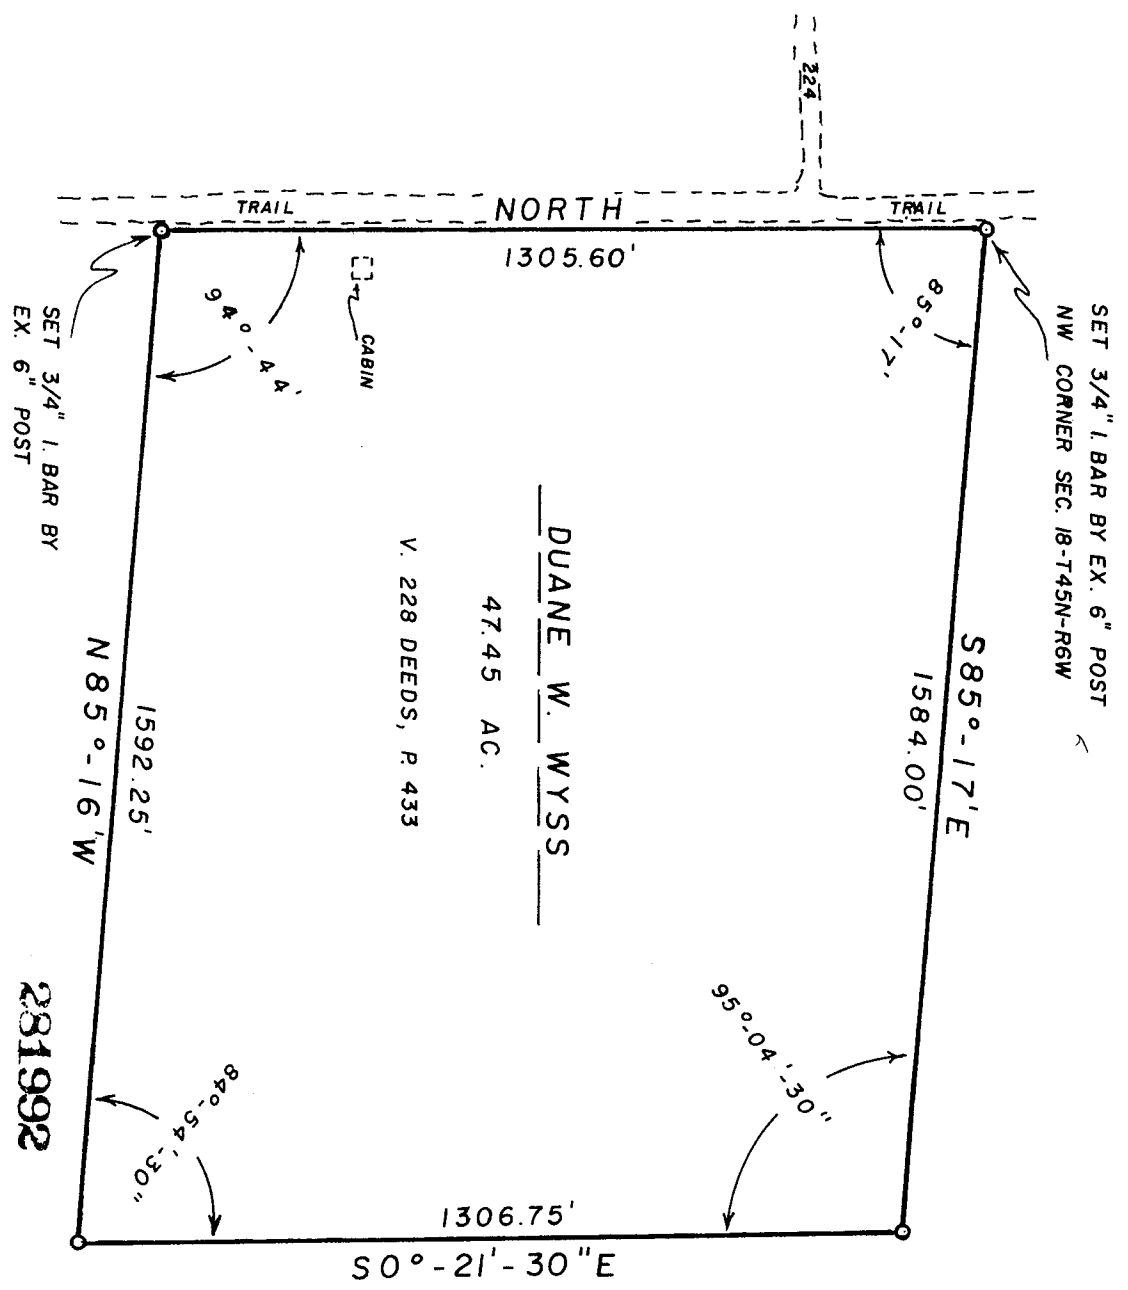 224
TRAIL
NORTH
TRAIL
1305.60'
85°-17'
94°-44'
CABIN
SET 3/4" I. BAR BY EX. 6" POST
NW CORNER SEC. 18-T45N-R6W
SET 3/4" I. BAR BY
EX. 6" POST
S85°-17'E
1584.00'
DUANE W. WYSS
47.45 AC.
V. 228 DEEDS, P. 433
1592.25'
N85°-16'W
95°-04'-30"
84°-54'-30"
1306.75'
S0°-21'-30"E
281992